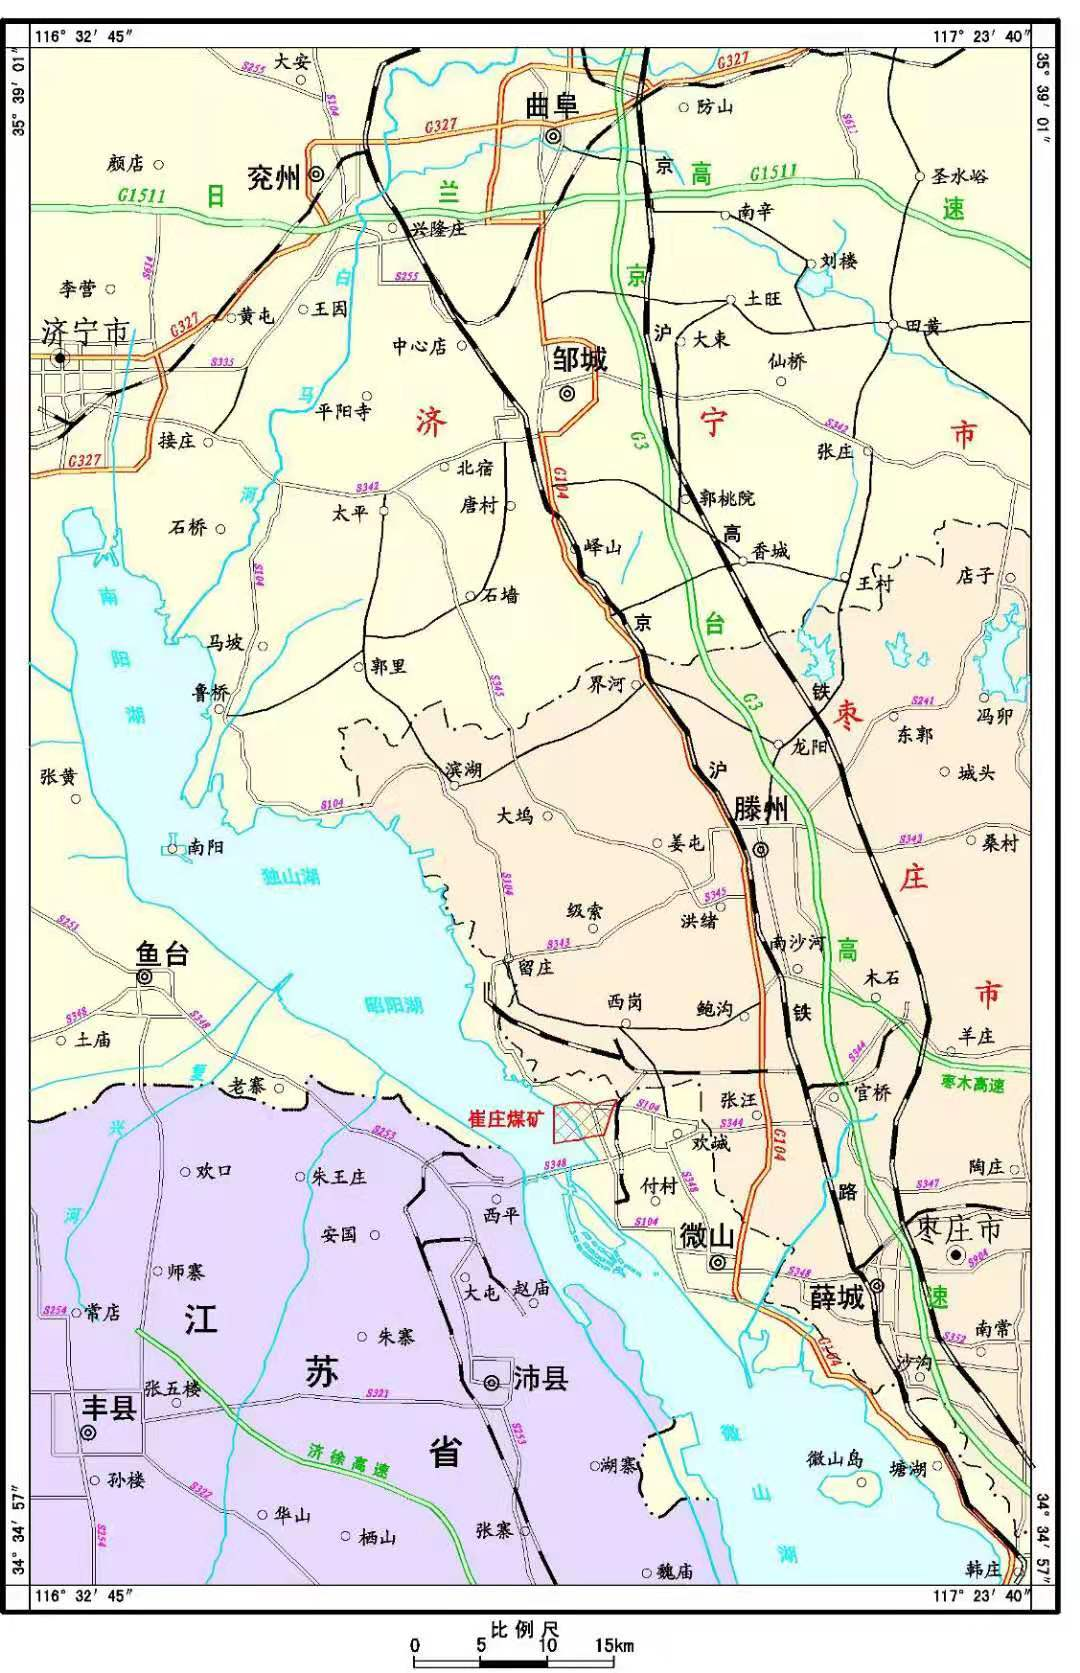 116° 32′ 45″
117° 23′ 40″
35° 39′ 01″
35° 39′ 01″
大安
S255
S104
G327
曲阜
防山
G327
S611
颜店
兖州
京
高
G1511
圣水峪
G1511
日
兰
速
南辛
兴隆庄
S614
白
S255
京
刘楼
李营
土旺
王因
黄屯
济宁市
G327
沪
大束
田黄
中心店
邹城
仙桥
S335
马
平阳寺
济
宁
市
S342
接庄
G3
张庄
G327
北宿
G104
河
S342
太平
唐村
郭桃院
石桥
高
峄山
香城
王村
店子
S104
南
石墙
阳
马坡
京
台
湖
郭里
界河
鲁桥
S345
铁
枣
S241
冯卯
G3
东郭
龙阳
张黄
滨湖
沪
城头
S104
大坞
滕州
南阳
姜屯
S343
桑村
独山湖
S104
S345
级索
洪绪
S251
S343
南沙河
高
鱼台
留庄
木石
昭阳湖
西岗
鲍沟
市
庄
铁
S348
S348
土庙
羊庄
S344
复
老寨
枣木高速
官桥
崔庄煤矿
S104
张汪
兴
S253
S344
欢城
G104
S348
欢口
朱王庄
陶庄
付村
S348
路
S347
河
西平
S104
微山
枣庄市
安国
师寨
S348
S904
大屯
赵庙
薛城
速
S254
常店
江
朱寨
G104
S352
南常
苏
沙沟
张五楼
沛县
丰县
S321
S253
微
济徐高速
省
湖寨
微山岛
塘湖
孙楼
S322
山
华山
S254
栖山
张寨
湖
魏庙
韩庄
34° 34′ 57″
34° 34′ 57″
116° 32′ 45″
117° 23′ 40″
比例尺
0 5 10 15km